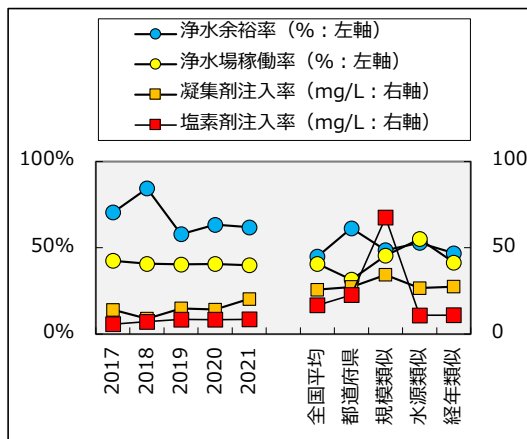 浄水余裕率（%：左軸）
浄水場稼働率（%：左軸）
凝集剤注入率（mg/L：右軸）
塩素剤注入率（mg/L：右軸）
100%
100
50%
50
0%
0
2017
2018
2019
2020
2021
全国平均
都道府県
規模類似
水源類似
経年類似